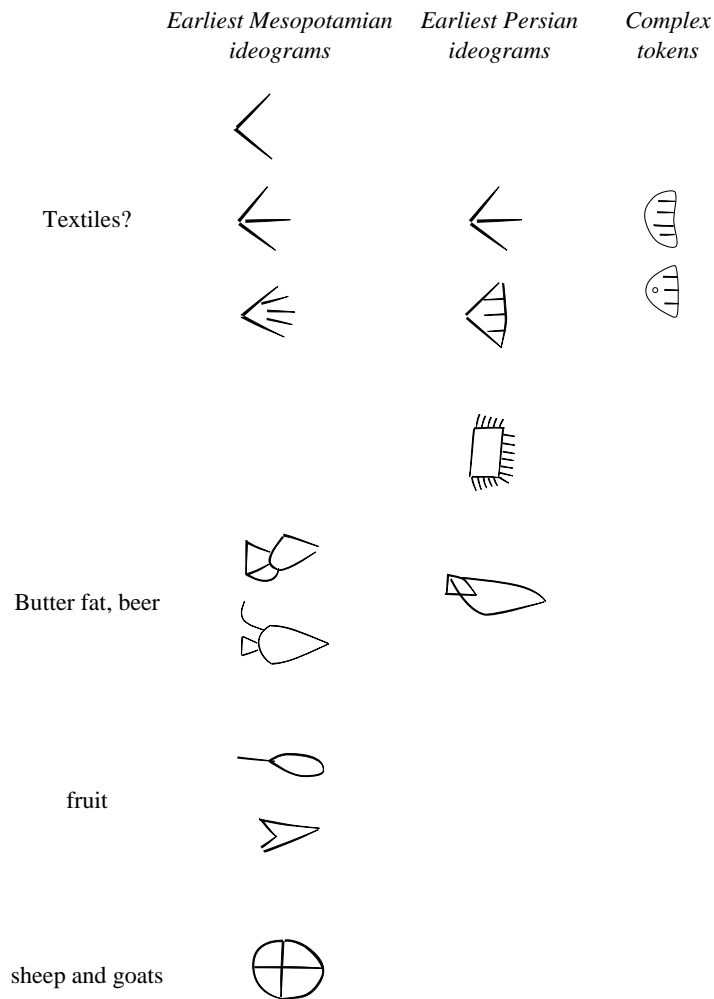 Earliest Mesopotamian ideograms
Earliest Persian ideograms
Complex tokens
Textiles?
Butter fat, beer
fruit
sheep and goats